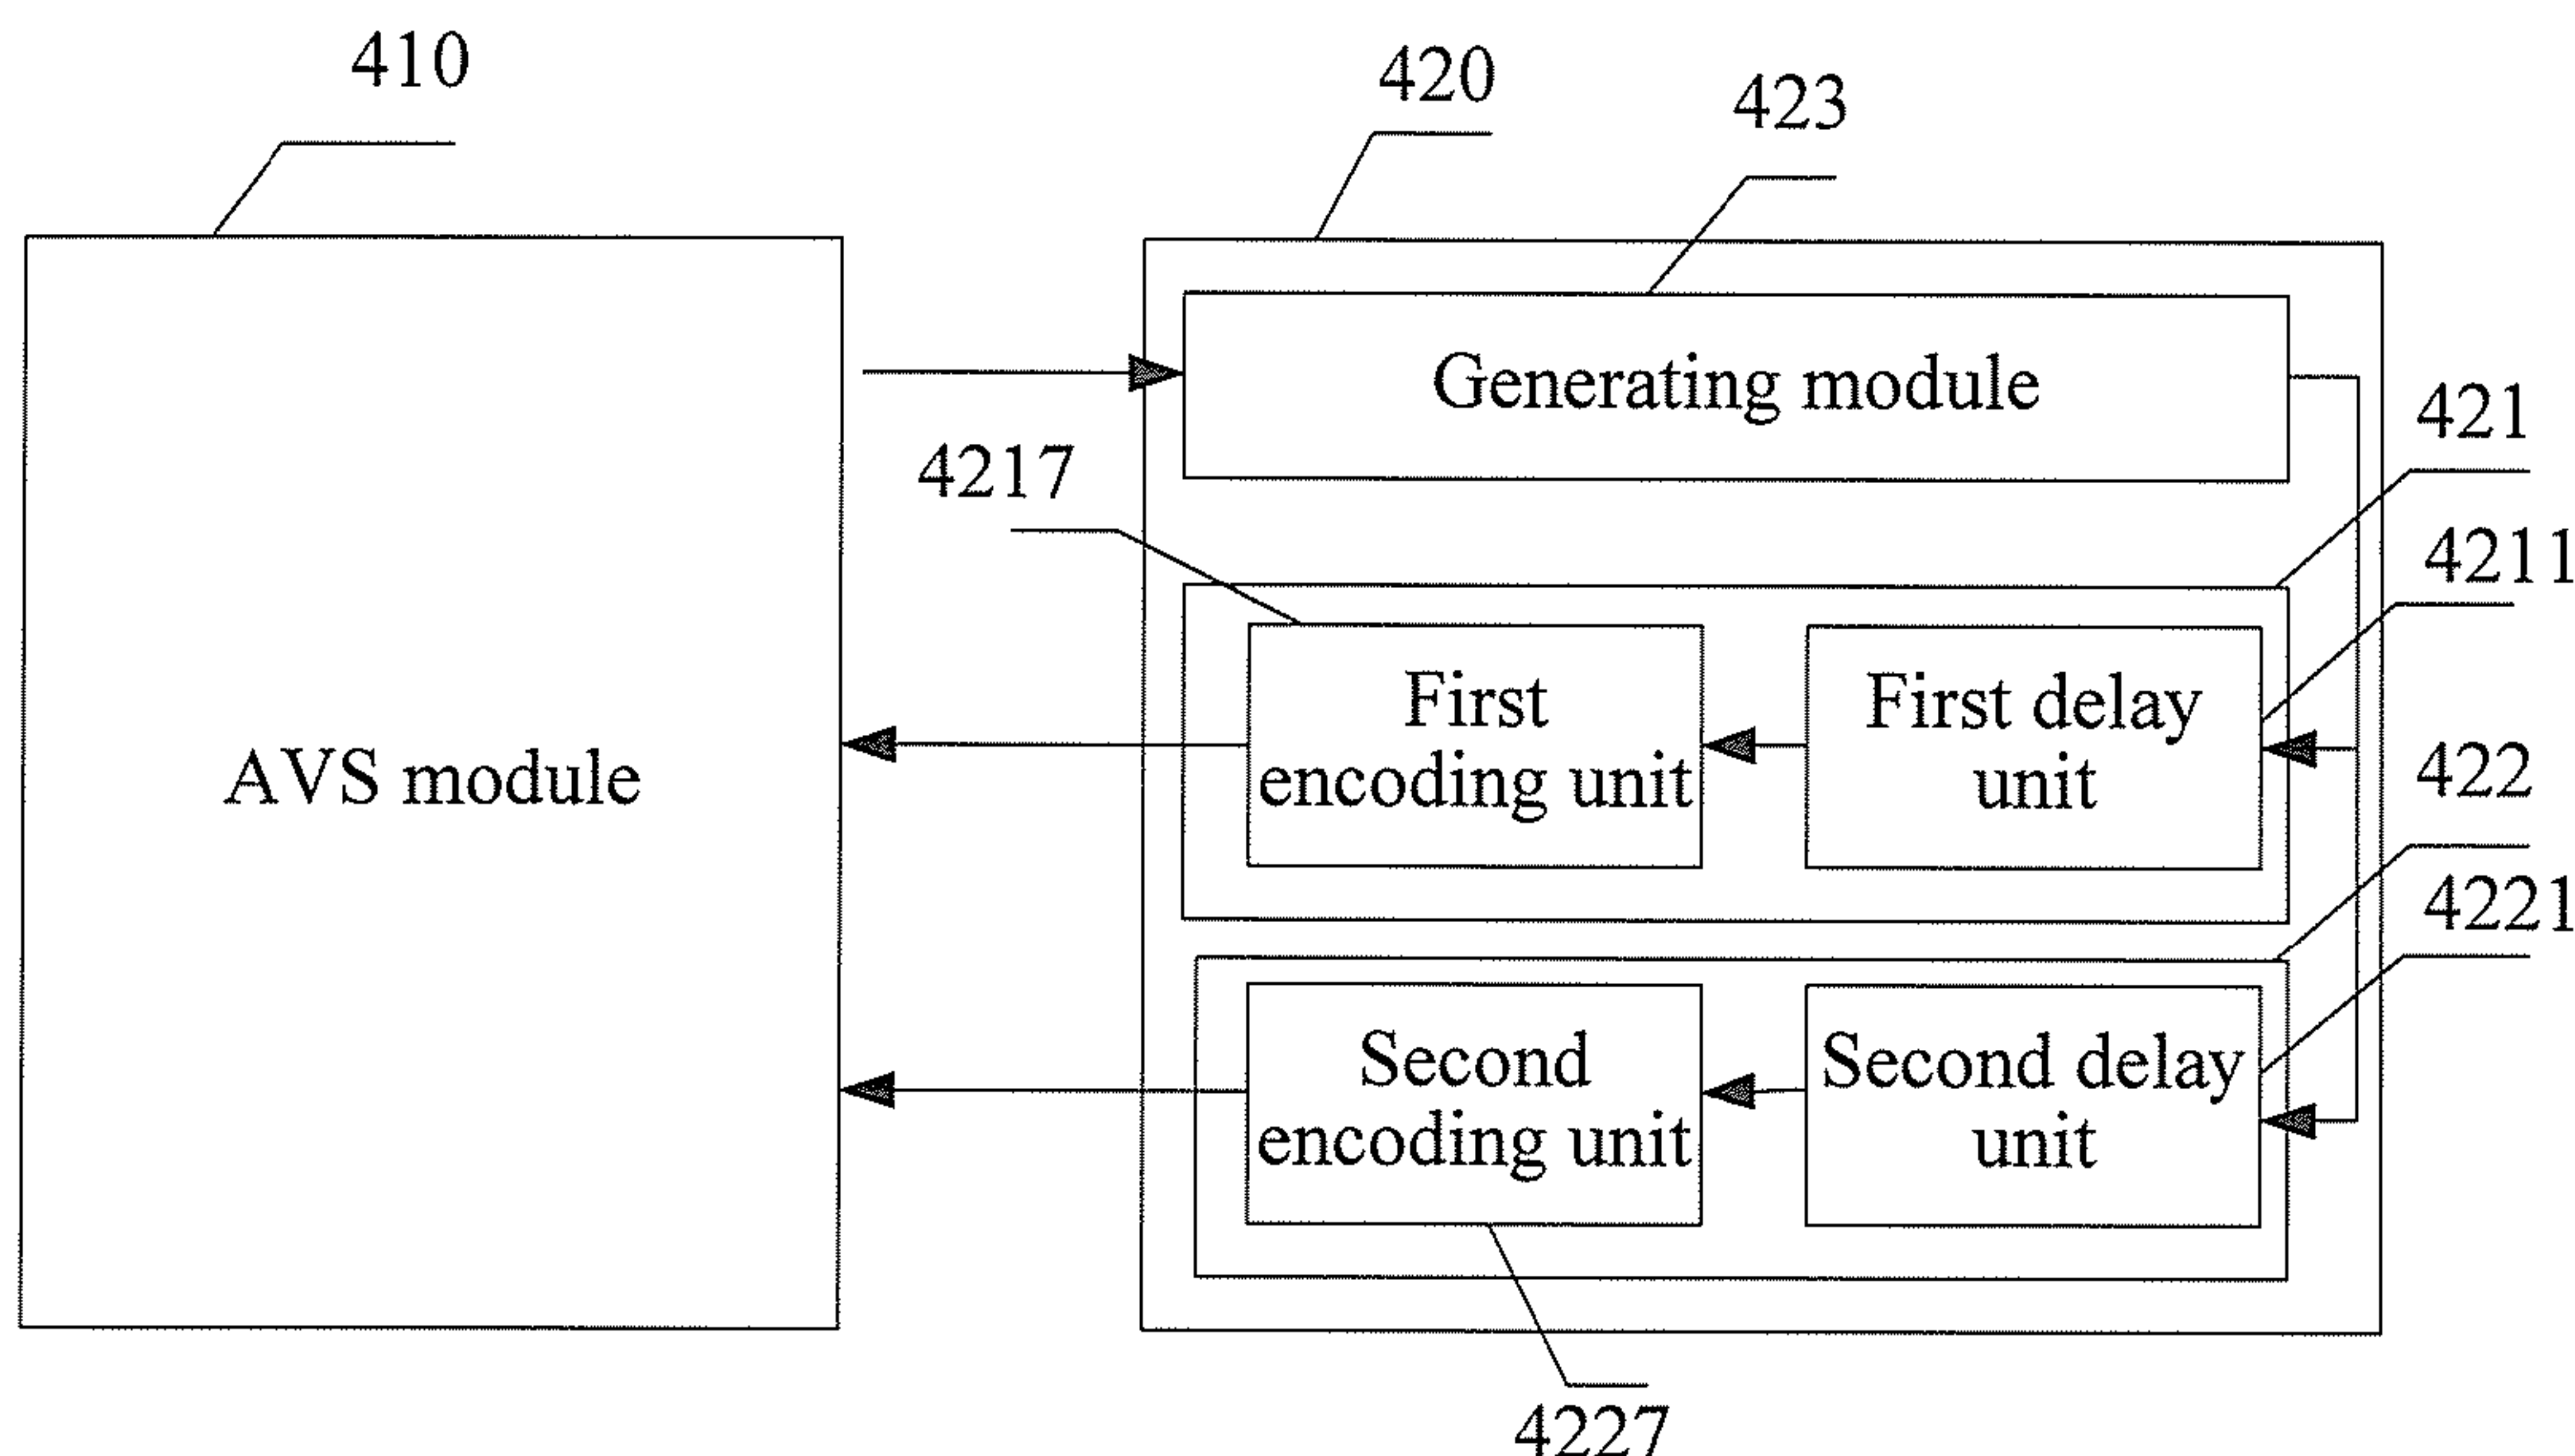 410
420
423
Generating module
421
4217
4211
First
encoding unit
First delay
unit
422
AVS module
4221
Second
encoding unit
Second delay
unit
4227